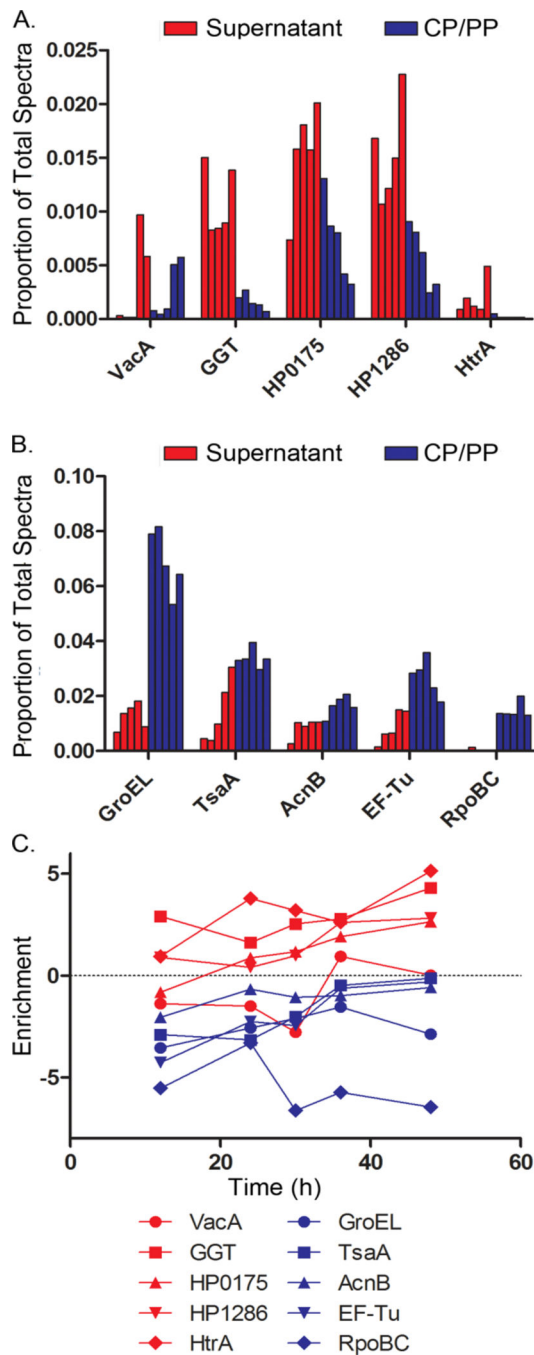 A.
Supernatant CP/PP
Proportion of Total Spectra
0.025
0.020
0.015
0.010
0.005
0.000
VacA GGT HP0175 HP1286 HtrA
B.
Supernatant CP/PP
Proportion of Total Spectra
0.10
0.08
0.06
0.04
0.02
0.00
GroEL TsaA AcnB EF-Tu RpoBC
C.
Enrichment
5
0
-5
0 20 40 60
Time (h)
VacA GroEL
GGT TsaA
HP0175 AcnB
HP1286 EF-Tu
HtrA RpoBC